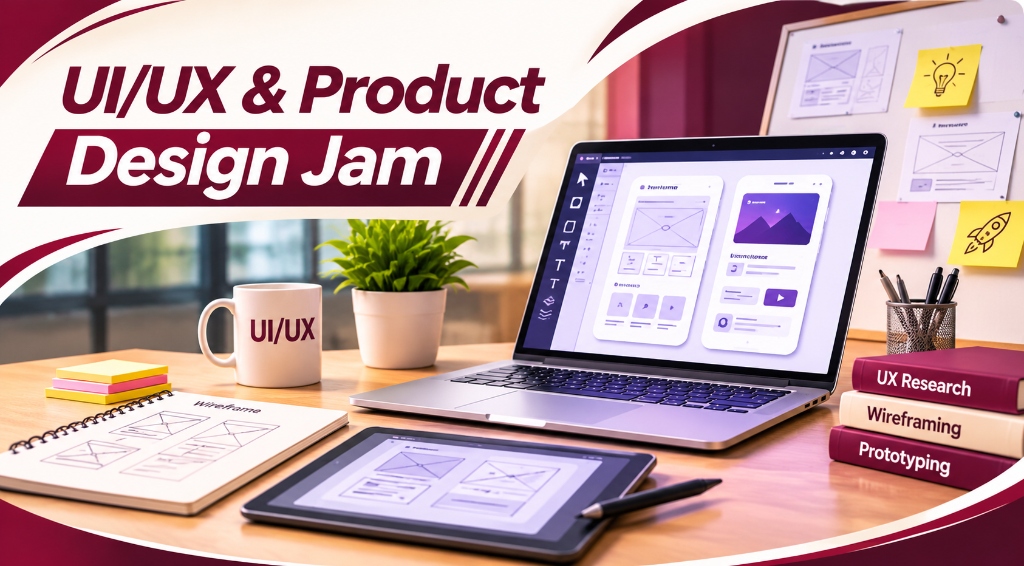 UI/UX & Product
Design Jam
UI/UX
Wireframe
UX Research
Wireframing
Prototyping